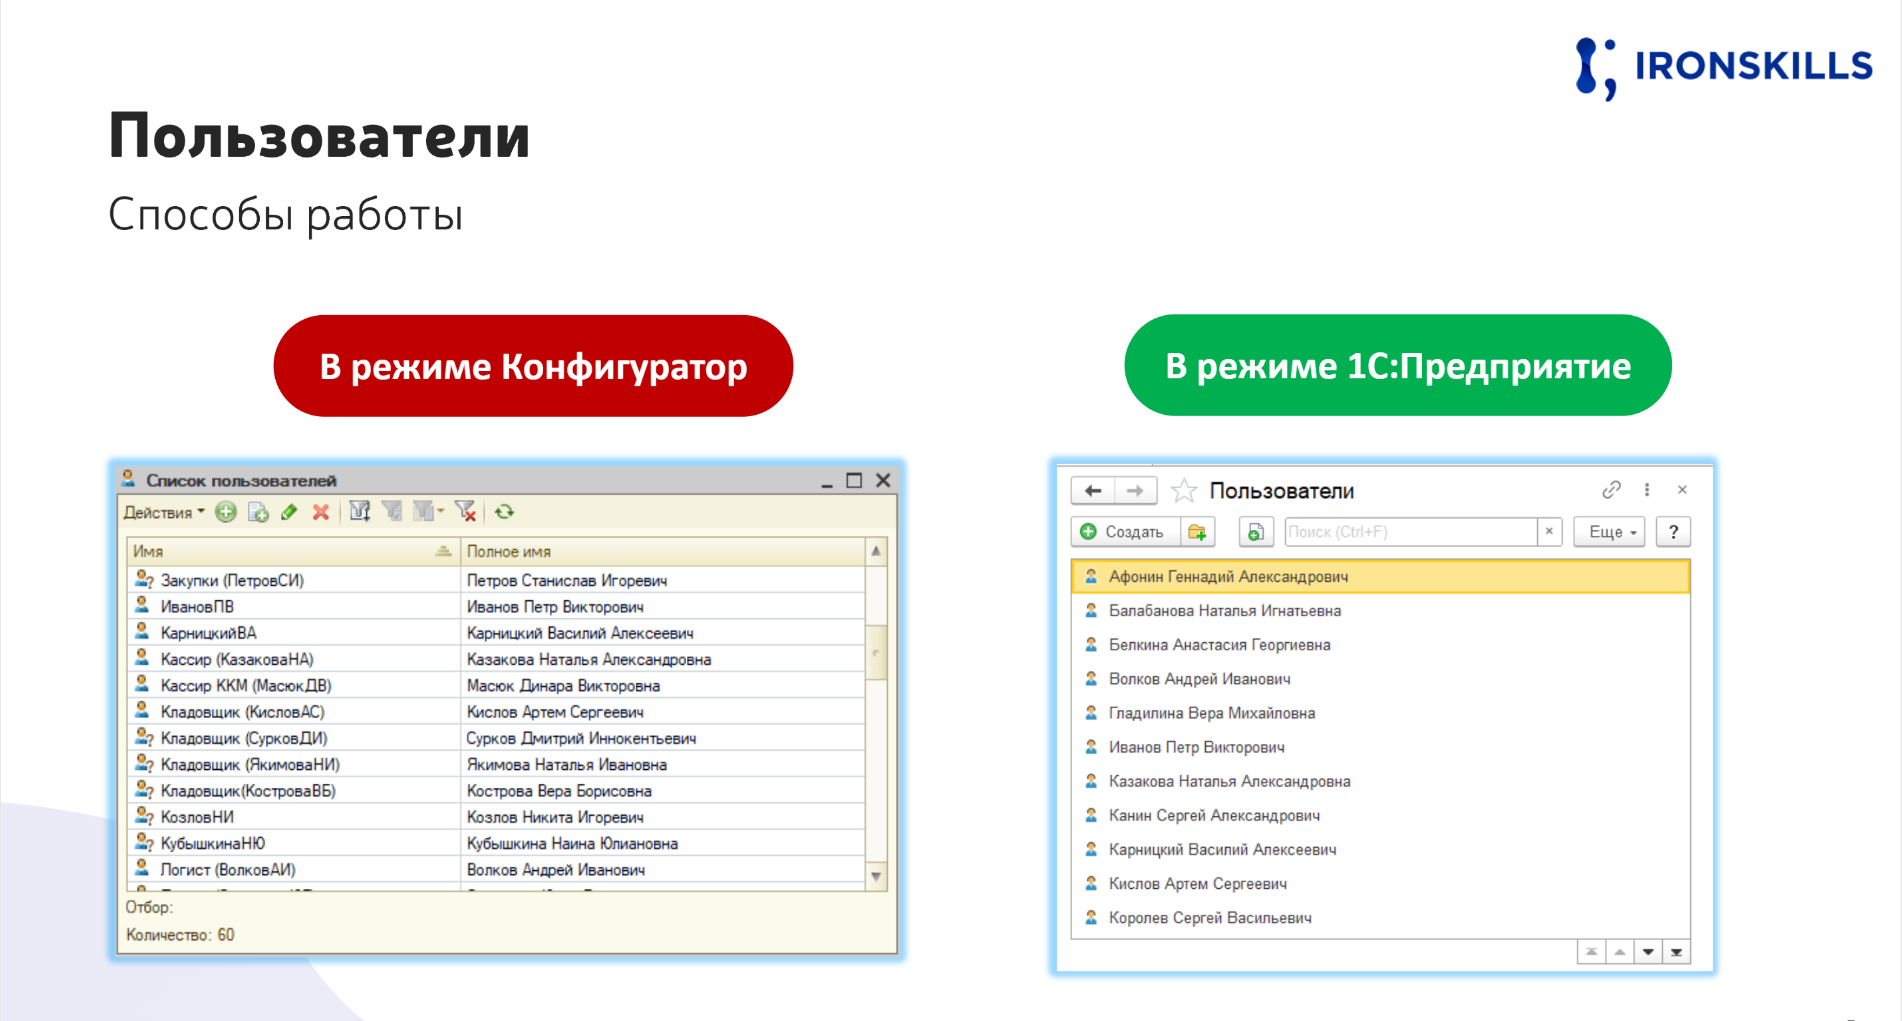 IRONSKILLS
Пользователи
Способы работы
В режиме Конфигуратор
Список пользователей
Действия
Имя Полное имя
Закупки (ПетровСИ) Петров Станислав Игоревич
ИвановПВ Иванов Петр Викторович
КарницкийВА Карницкий Василий Алексеевич
Кассир (КазаковаНА) Казакова Наталья Александровна
Кассир ККМ (МасюкДВ) Масюк Динара Викторовна
Кладовщик (КисловАС) Кислов Артем Сергеевич
Кладовщик (СурковДИ) Сурков Дмитрий Иннокентьевич
Кладовщик (ЯкимоваНИ) Якимова Наталья Ивановна
Кладовщик(КостроваВБ) Кострова Вера Борисовна
КозловНИ Козлов Никита Игоревич
КубышкинаНЮ Кубышкина Наина Юлиановна
Логист (ВолковАИ) Волков Андрей Иванович
Отбор:
Количество: 60
В режиме 1С:Предприятие
Пользователи
Создать Поиск (Ctrl+F) × Еще ?
Афонин Геннадий Александрович
Балабанова Наталья Игнатьевна
Белкина Анастасия Георгиевна
Волков Андрей Иванович
Гладилина Вера Михайловна
Иванов Петр Викторович
Казакова Наталья Александровна
Канин Сергей Александрович
Карницкий Василий Алексеевич
Кислов Артем Сергеевич
Королев Сергей Васильевич